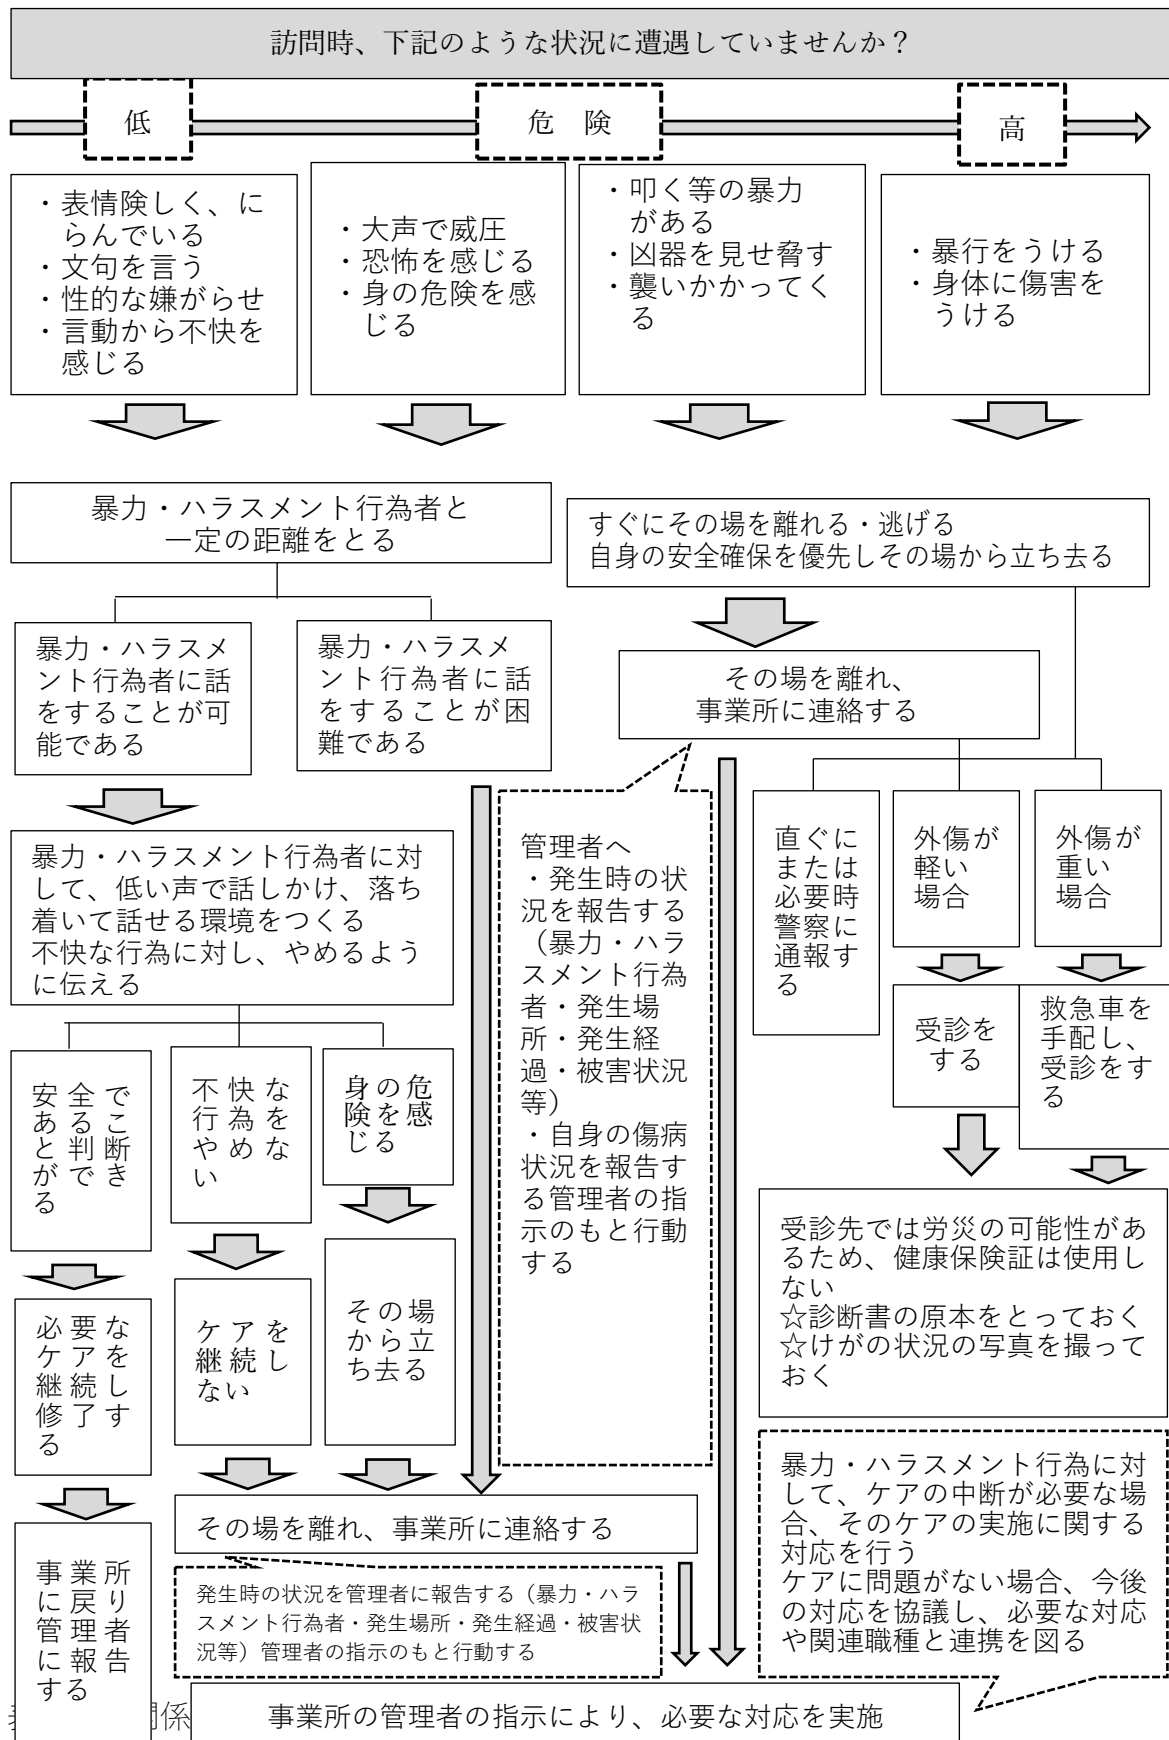 訪問時、下記のような状況に遭遇していませんか？
低
危　険
高
・表情険しく、に
らんでいる
・文句を言う
・性的な嫌がらせ
・言動から不快を
感じる
・大声で威圧
・恐怖を感じる
・身の危険を感
じる
・叩く等の暴力
がある
・凶器を見せ脅す
・襲いかかってく
る
・暴行をうける
・身体に傷害を
うける
暴力・ハラスメント行為者と
一定の距離をとる
すぐにその場を離れる・逃げる
自身の安全確保を優先しその場から立ち去る
暴力・ハラスメ
ント行為者に話
をすることが可
能である
暴力・ハラスメ
ント行為者に話
をすることが困
難である
その場を離れ、
事業所に連絡する
暴力・ハラスメント行為者に対
して、低い声で話しかけ、落ち
着いて話せる環境をつくる
不快な行為に対し、やめるよう
に伝える
管理者へ
・発生時の状
況を報告する
（暴力・ハラ
スメント行為
者・発生場
所・発生経
過・被害状況
等）
・自身の傷病
状況を報告す
る管理者の指
示のもと行動
する
直ぐに
または
必要時
警察に
通報す
る
外傷が
軽い
場合
外傷が
重い
場合
受診を
する
救急車を
手配し、
受診をす
る
安全で こ
ある判断
とができ
る
不快な
行為を
やめな
い
身の危
険を感
じる
必要な
ケアを
継続し
修了す
る
ケアを
継続し
ない
その場
から立
ち去る
受診先では労災の可能性があ
るため、健康保険証は使用し
ない
☆診断書の原本をとっておく
☆けがの状況の写真を撮って
おく
その場を離れ、事業所に連絡する
発生時の状況を管理者に報告する（暴力・ハラ
スメント行為者・発生場所・発生経過・被害状
況等）管理者の指示のもと行動する
暴力・ハラスメント行為に対
して、ケアの中断が必要な場
合、そのケアの実施に関する
対応を行う
ケアに問題がない場合、今後
の対応を協議し、必要な対応
や関連職種と連携を図る
事業所
に戻り
管理者
に報告
する
係
事業所の管理者の指示により、必要な対応を実施